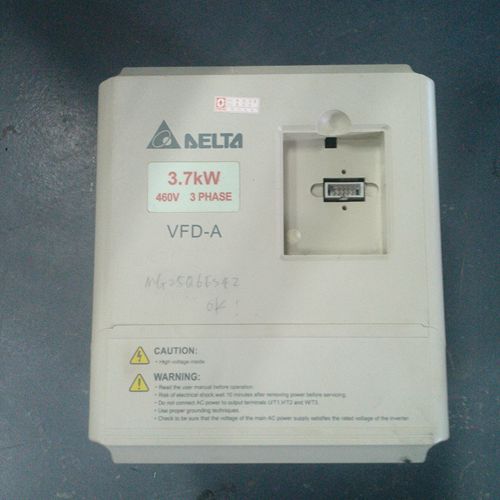 DELTA
3.7kW
460V 3 PHASE
VFD-A
OK!
CAUTION:
• High voltage inside
WARNING:
• Read the user manual before operation.
• Risk of electrical shock wait 10 minutes after removing power before servicing.
• Do not connect AC power to output terminals U/T1,V/T2 and W/T3.
• Use proper grounding techniques.
• Check to be sure that the voltage of the main AC power supply satisfies the rated voltage of the inverter.